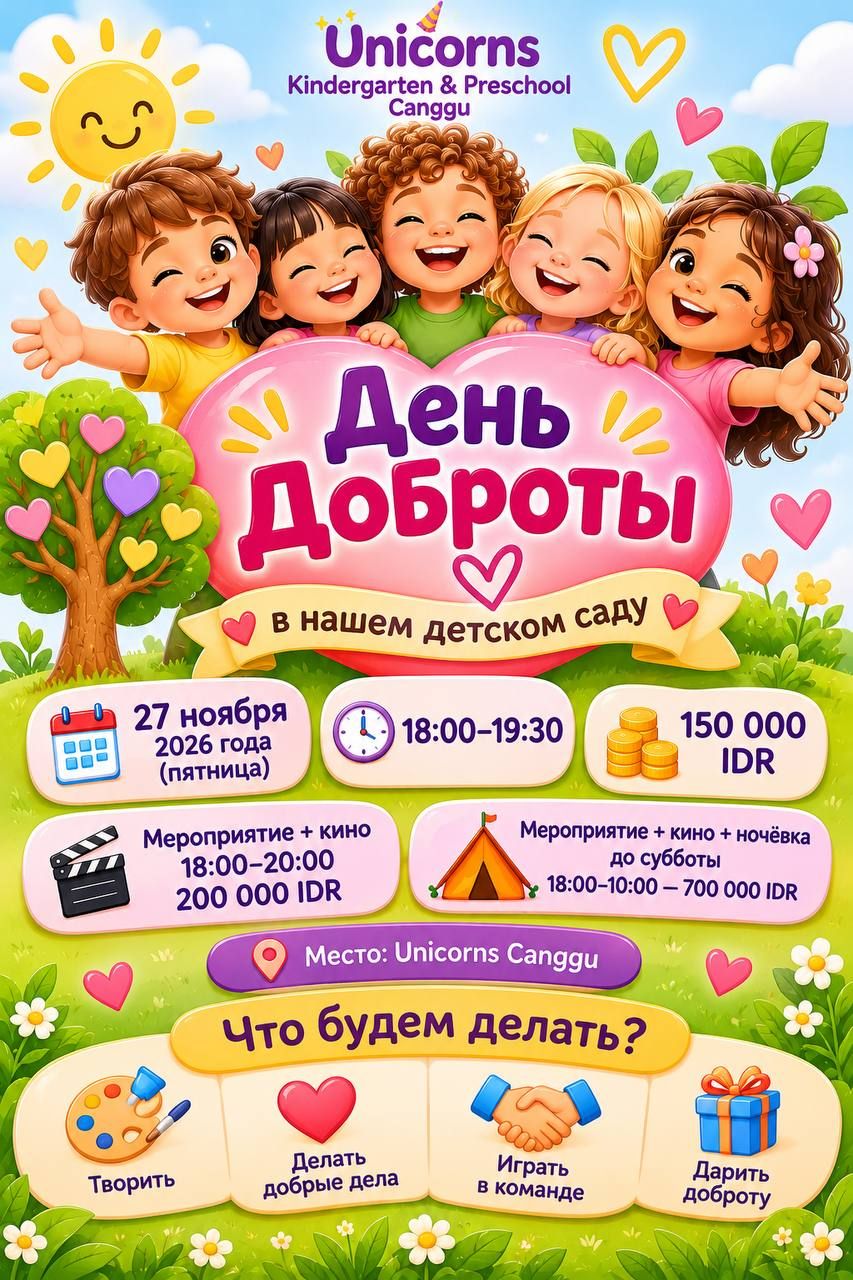 Unicorns
Kindergarten & Preschool
Canggu
День
Доброты
в нашем детском саду
27 ноября
2026 года
(пятница)
18:00–19:30
150 000
IDR
Мероприятие + кино
18:00–20:00
200 000 IDR
Мероприятие + кино + ночёвка
до субботы
18:00–10:00 — 700 000 IDR
Место: Unicorns Canggu
Что будем делать?
Творить
Делать
добрые дела
Играть
в команде
Дарить
доброту